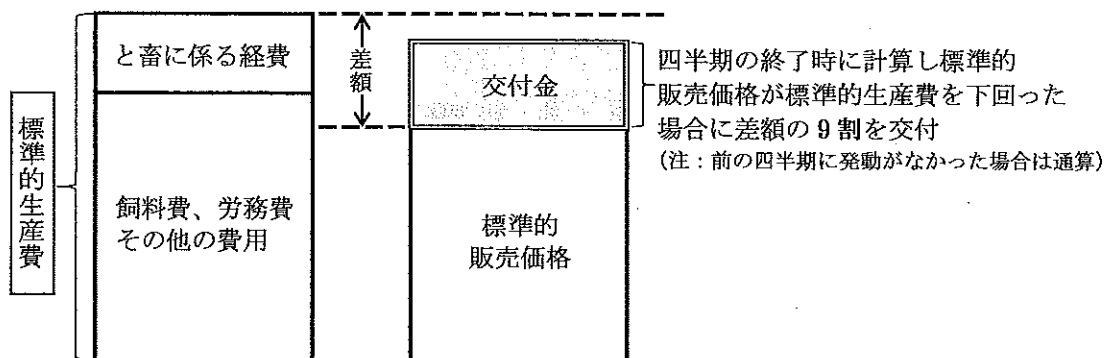 標準的生産費
と畜に係る経費
飼料費、労務費
その他の費用
差額
交付金
標準的
販売価格
四半期の終了時に計算し標準的
販売価格が標準的生産費を下回った
場合に差額の9割を交付
(注：前の四半期に発動がなかった場合は通算)